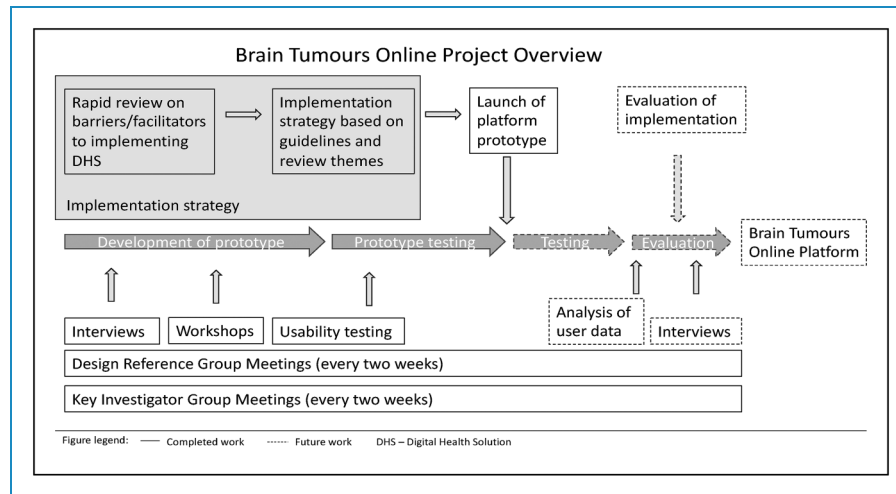 Brain Tumours Online Project Overview
Rapid review on
barriers/facilitators
to implementing
DHS
Implementation
strategy based on
guidelines and
review themes
Launch of
platform
prototype
Evaluation of
implementation
Implementation strategy
Development of prototype
Prototype testing
Testing
Evaluation
Brain Tumours
Online Platform
Interviews
Workshops
Usability testing
Analysis of
user data
Interviews
Design Reference Group Meetings (every two weeks)
Key Investigator Group Meetings (every two weeks)
Figure legend: Completed work Future work DHS – Digital Health Solution